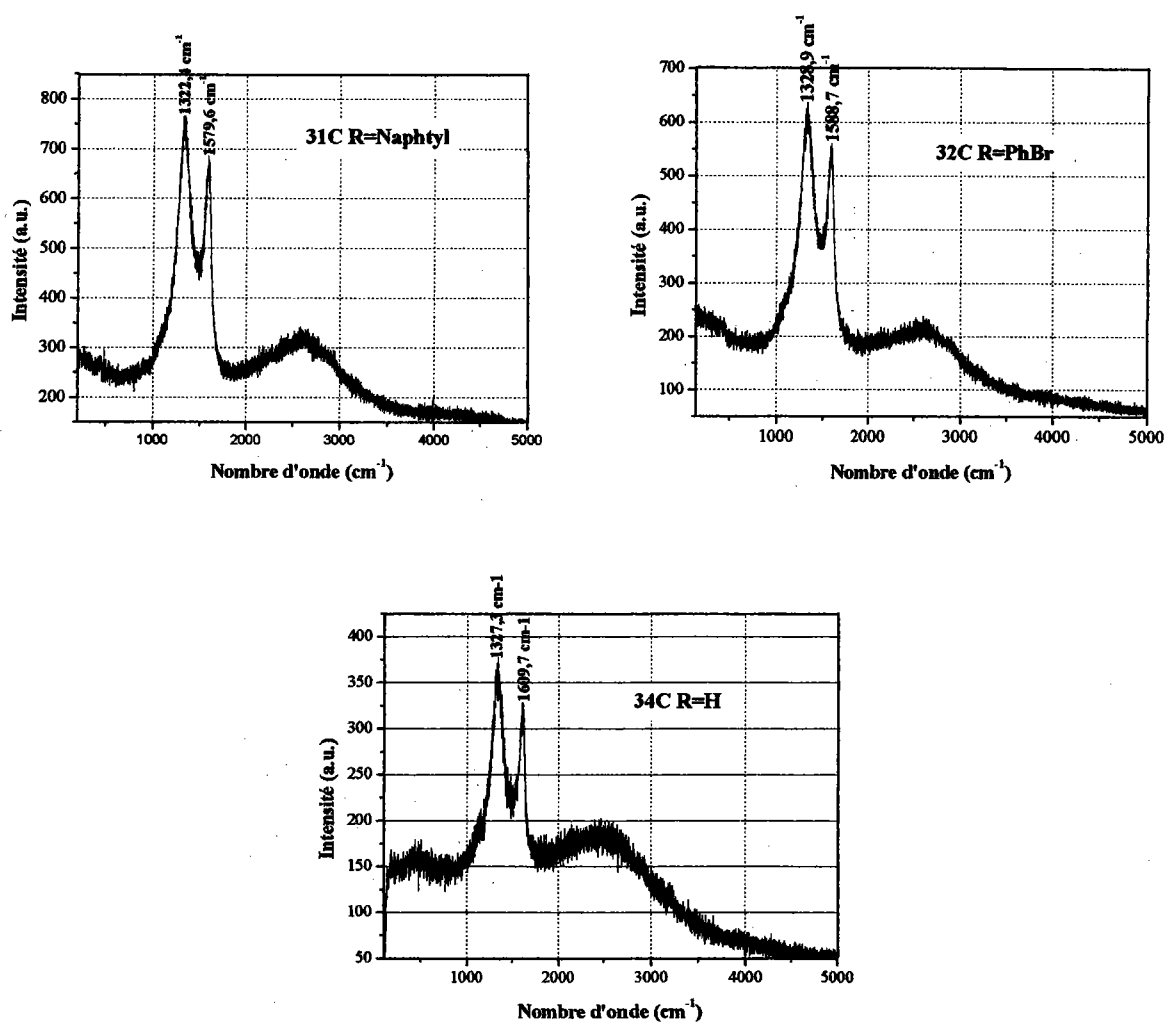 1322,4 cm-1
1579,6 cm-1
31C R=Naphtyl
Intensité (a.u.)
800
700
600
500
400
300
200
1000
2000
3000
4000
5000
Nombre d'onde (cm-1)
1328,9 cm-1
1588,7 cm-1
32C R=PhBr
Intensité (a.u.)
700
600
500
400
300
200
100
1000
2000
3000
4000
5000
Nombre d'onde (cm-1)
1327,3 cm-1
1609,7 cm-1
34C R=H
Intensité (a.u.)
400
350
300
250
200
150
100
50
1000
2000
3000
4000
5000
Nombre d'onde (cm-1)